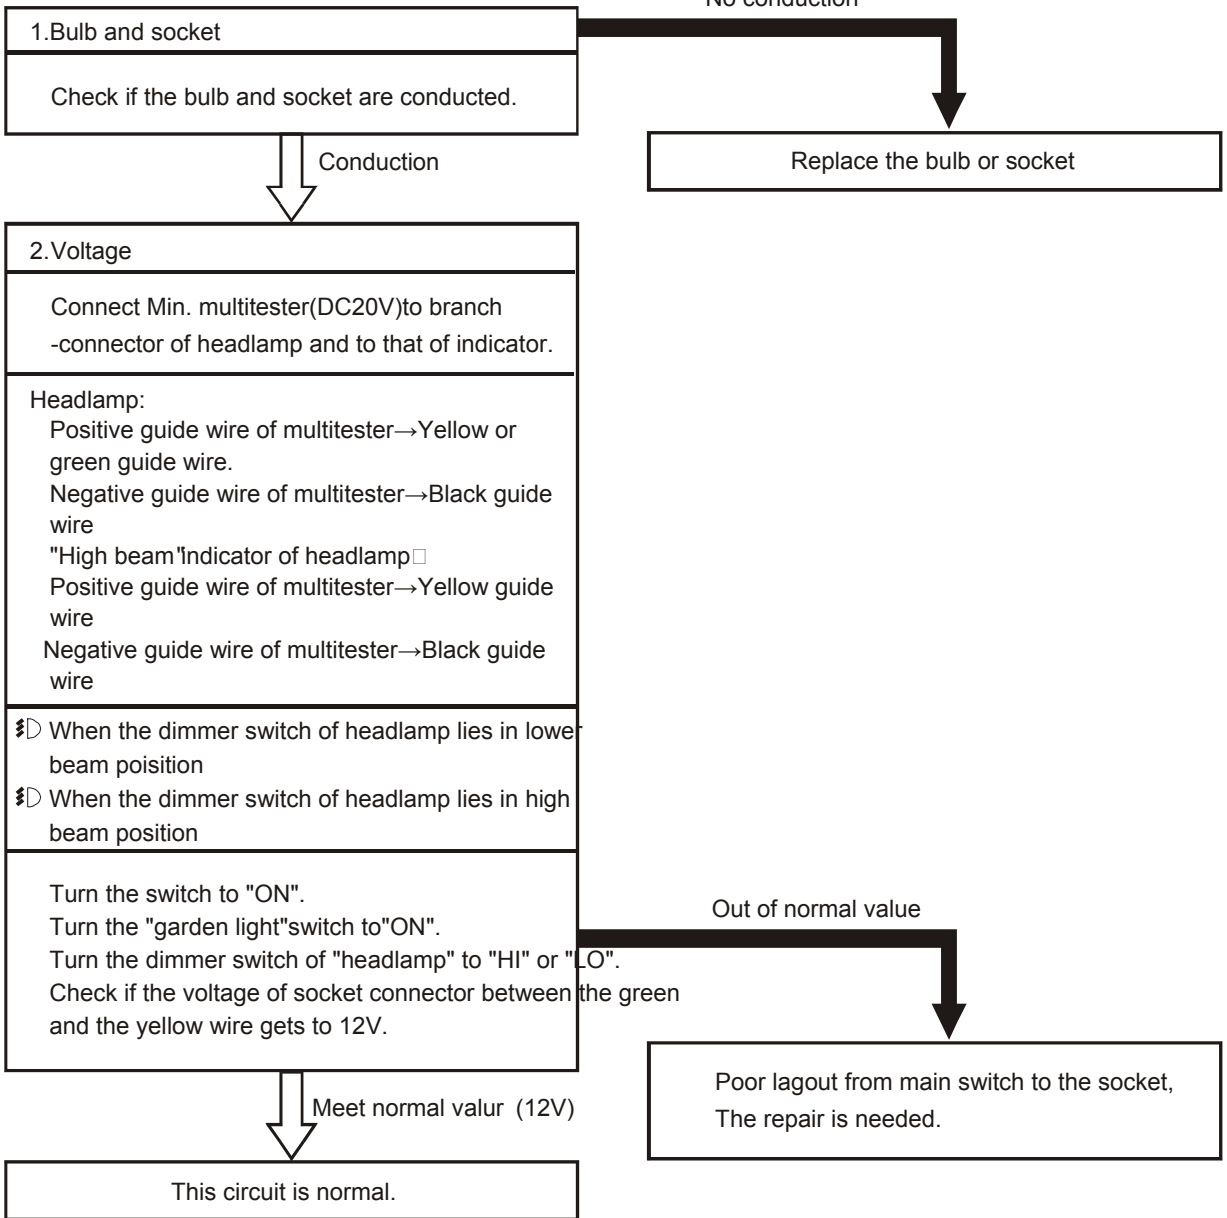 No conduction
1.Bulb and socket
Check if the bulb and socket are conducted.
Conduction
Replace the bulb or socket
2.Voltage
Connect Min. multitester(DC20V)to branch
-connector of headlamp and to that of indicator.
Headlamp:
Positive guide wire of multitester→Yellow or
green guide wire.
Negative guide wire of multitester→Black guide
wire
"High beam"indicator of headlamp□
Positive guide wire of multitester→Yellow guide
wire
Negative guide wire of multitester→Black guide
wire
When the dimmer switch of headlamp lies in lower
beam poisition
When the dimmer switch of headlamp lies in high
beam position
Turn the switch to "ON".
Turn the "garden light"switch to"ON".
Turn the dimmer switch of "headlamp" to "HI" or "LO".
Check if the voltage of socket connector between the green
and the yellow wire gets to 12V.
Out of normal value
Poor lagout from main switch to the socket,
The repair is needed.
Meet normal valur (12V)
This circuit is normal.